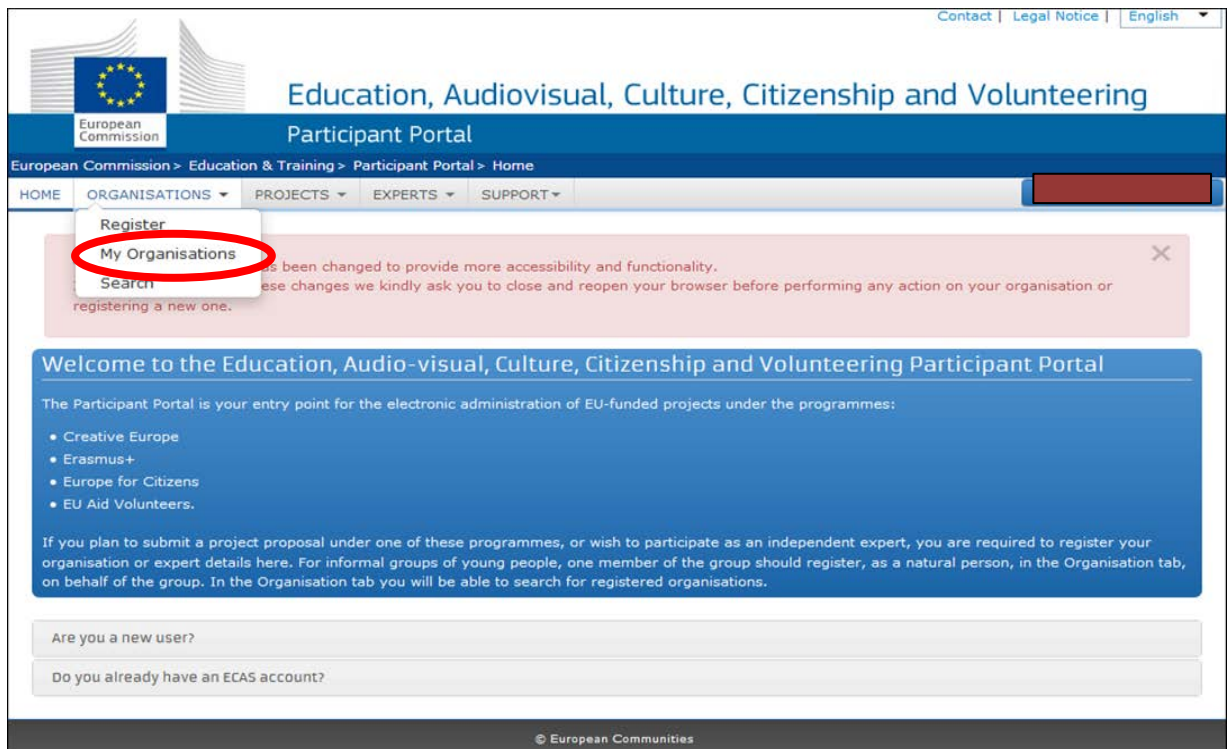 Contact | Legal Notice | English
Education, Audiovisual, Culture, Citizenship and Volunteering
European
Commission
Participant Portal
European Commission > Education & Training > Participant Portal > Home
HOME ORGANISATIONS PROJECTS EXPERTS SUPPORT
Register
My Organisations
Search
been changed to provide more accessibility and functionality.
changes we kindly ask you to close and reopen your browser before performing any action on your organisation or
registering a new one.
Welcome to the Education, Audio-visual, Culture, Citizenship and Volunteering Participant Portal
The Participant Portal is your entry point for the electronic administration of EU-funded projects under the programmes:
• Creative Europe
• Erasmus+
• Europe for Citizens
• EU Aid Volunteers.
If you plan to submit a project proposal under one of these programmes, or wish to participate as an independent expert, you are required to register your
organisation or expert details here. For informal groups of young people, one member of the group should register, as a natural person, in the Organisation tab,
on behalf of the group. In the Organisation tab you will be able to search for registered organisations.
Are you a new user?
Do you already have an ECAS account?
© European Communities